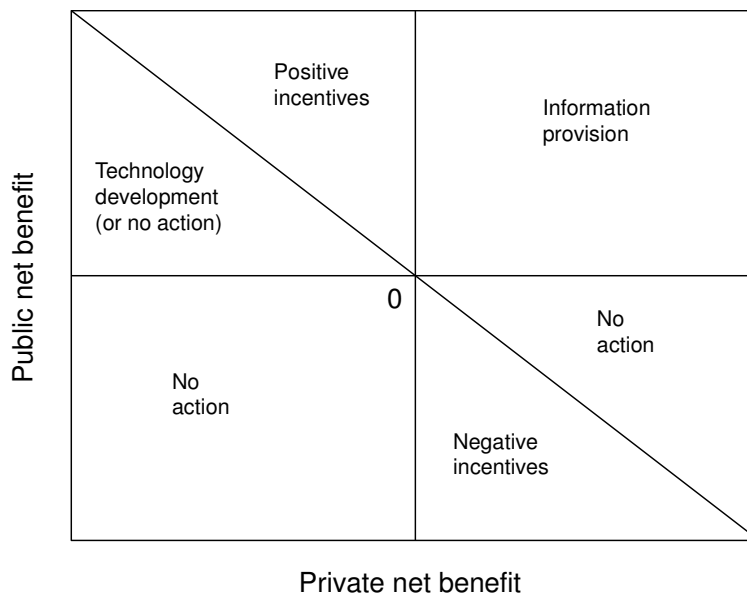 Positive
incentives
Information
provision
Technology
development
(or no action)
Public net benefit
0
No
action
No
action
Negative
incentives
Private net benefit